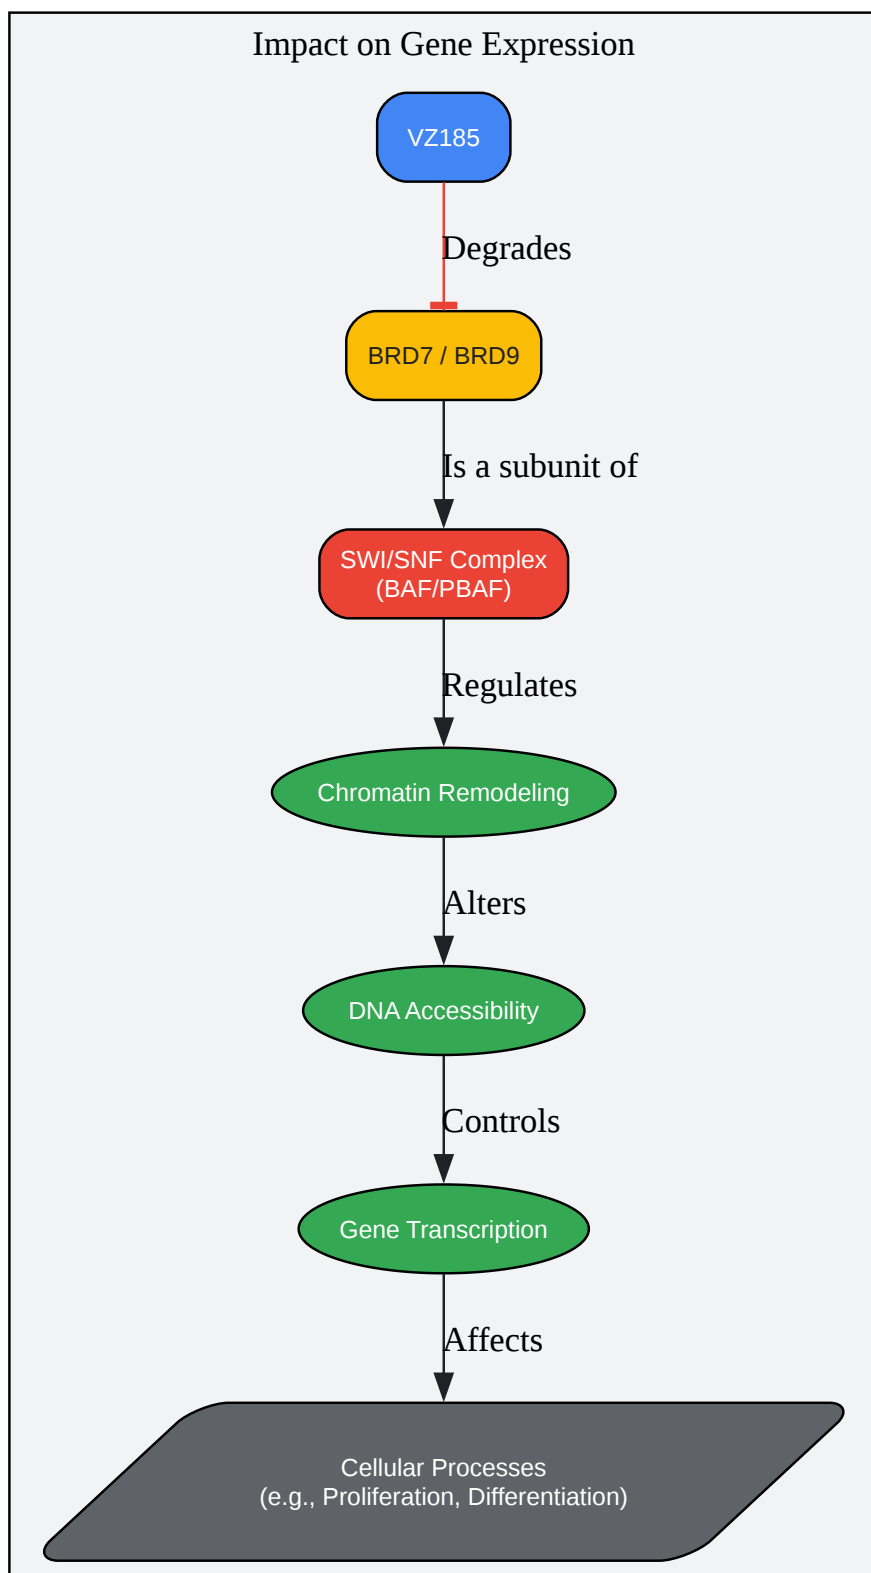 Impact on Gene Expression
VZ185
Degrades
BRD7 / BRD9
Is a subunit of
SWI/SNF Complex
(BAF/PBAF)
Regulates
Chromatin Remodeling
Alters
DNA Accessibility
Controls
Gene Transcription
Affects
Cellular Processes
(e.g., Proliferation, Differentiation)